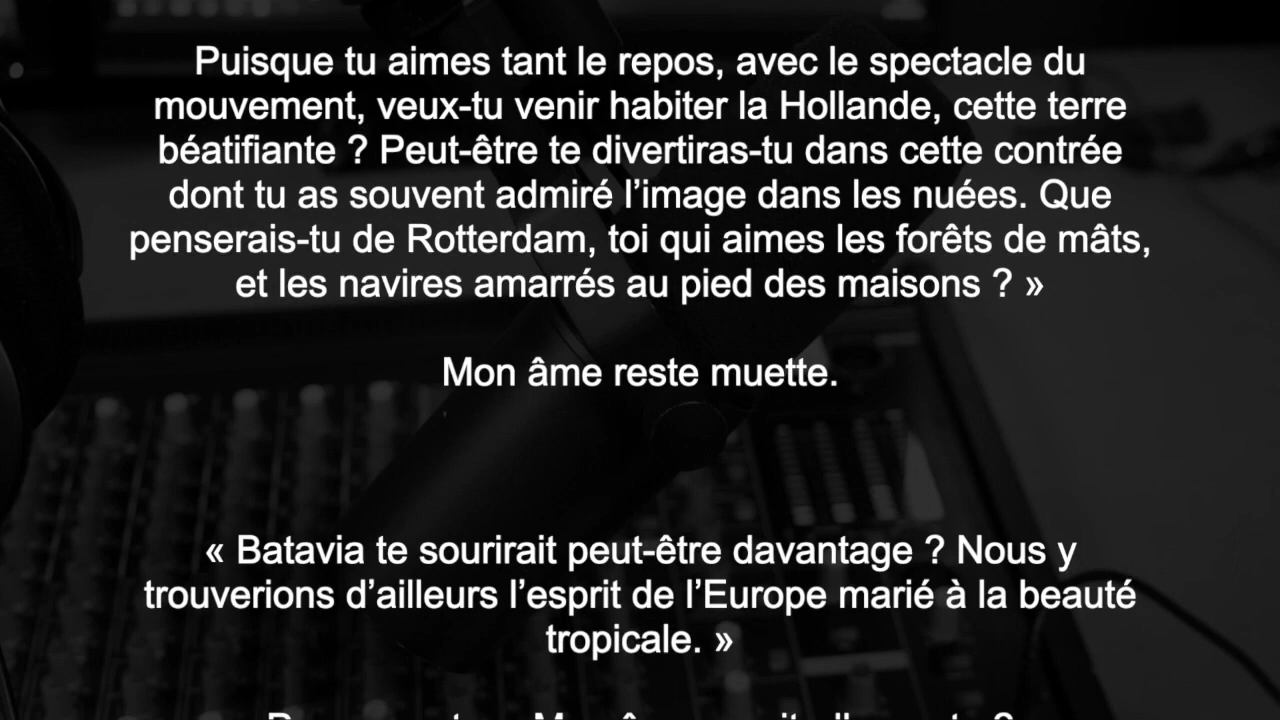 Puisque tu aimes tant le repos, avec le spectacle du
mouvement, veux-tu venir habiter la Hollande, cette terre
béatifiante ? Peut-être te divertiras-tu dans cette contrée
dont tu as souvent admiré l’image dans les nuées. Que
penserais-tu de Rotterdam, toi qui aimes les forêts de mâts,
et les navires amarrés au pied des maisons ? »
Mon âme reste muette.
« Batavia te sourirait peut-être davantage ? Nous y
trouverions d’ailleurs l’esprit de l’Europe marié à la beauté
tropicale. »